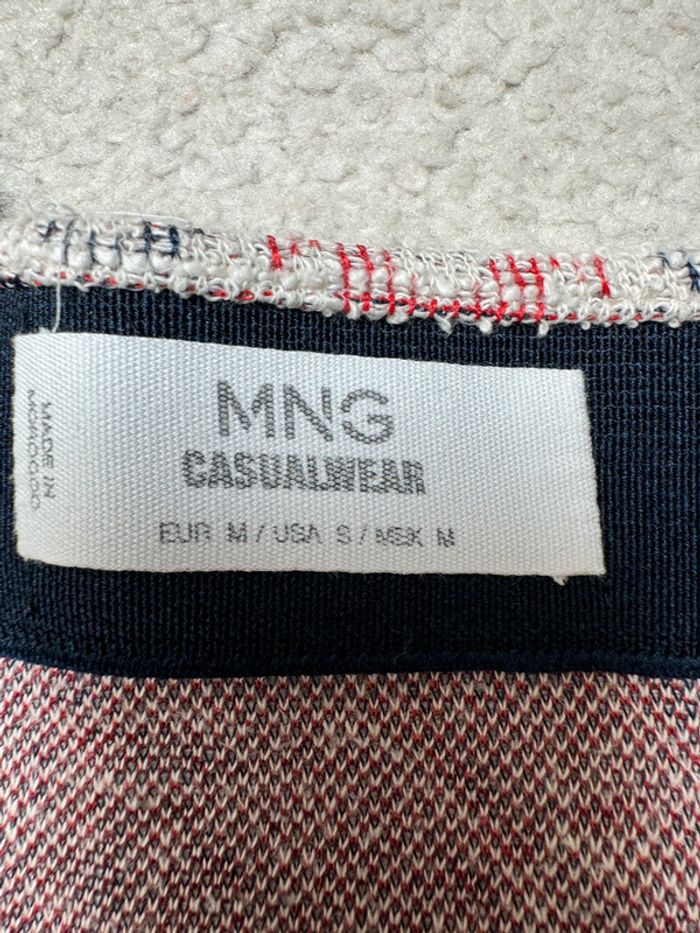 MNG
CASUALWEAR
EUR M / USA S / MEX M
MADE IN
MOROCCO